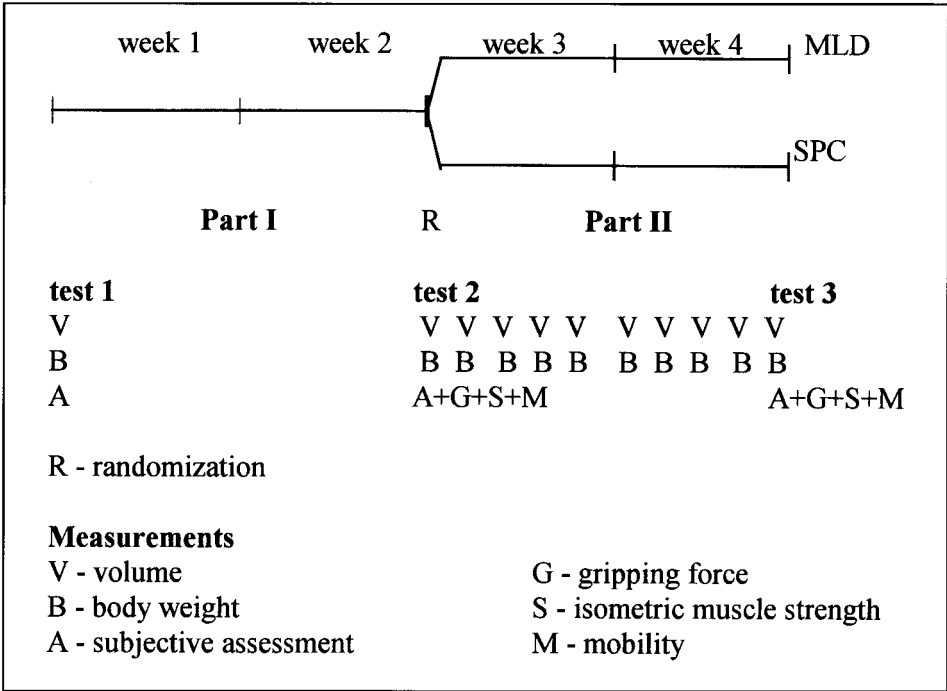 week 1 week 2 week 3 week 4 MLD
SPC
Part I R Part II
test 1 test 2 test 3
V V V V V V V V V V V
B B B B B B B B B B B
A A+G+S+M A+G+S+M
R - randomization
Measurements
V - volume G - gripping force
B - body weight S - isometric muscle strength
A - subjective assessment M - mobility